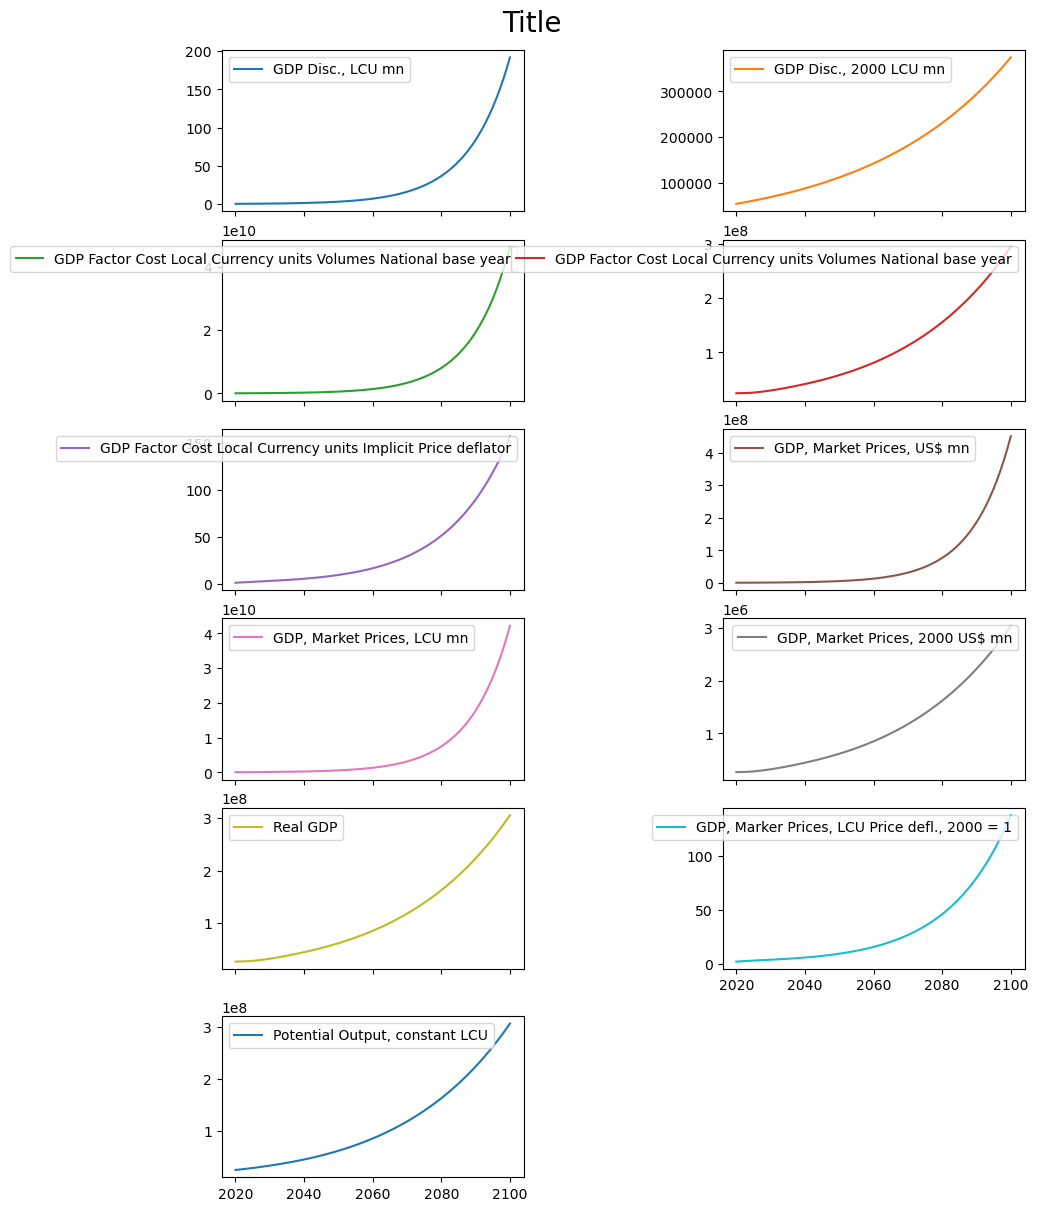 Title
200
150
100
50
0
GDP Disc., LCU mn
300000
200000
100000
GDP Disc., 2000 LCU mn
1e10
4
2
0
GDP Factor Cost Local Currency units Volumes National base year
1e8
3
2
1
GDP Factor Cost Local Currency units Volumes National base year
150
100
50
0
GDP Factor Cost Local Currency units Implicit Price deflator
1e8
4
3
2
1
0
GDP, Market Prices, US$ mn
1e10
4
3
2
1
0
GDP, Market Prices, LCU mn
1e6
3
2
1
GDP, Market Prices, 2000 US$ mn
1e8
3
2
1
Real GDP
100
50
0
GDP, Marker Prices, LCU Price defl., 2000 = 1
2020 2040 2060 2080 2100
1e8
3
2
1
Potential Output, constant LCU
2020 2040 2060 2080 2100